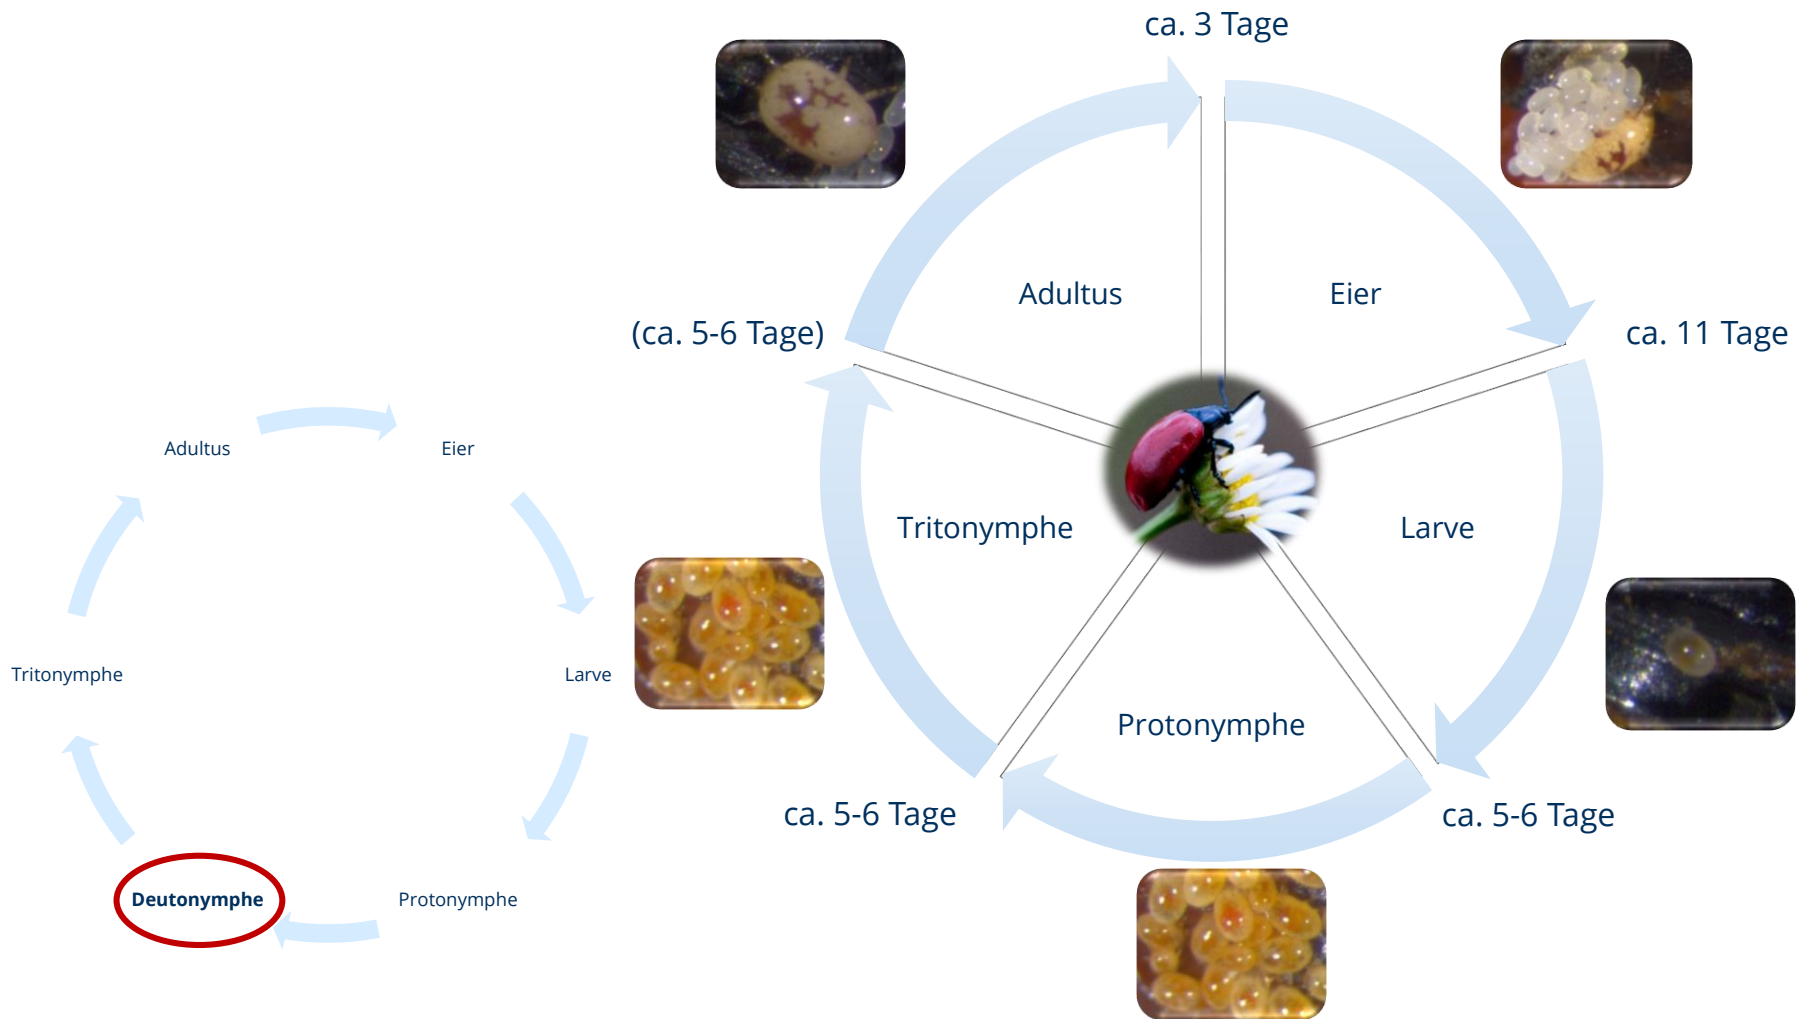 ca. 3 Tage
Adultus
Eier
(ca. 5-6 Tage)
ca. 11 Tage
Tritonymphe
Larve
Protonymphe
ca. 5-6 Tage
ca. 5-6 Tage
Adultus
Eier
Tritonymphe
Larve
Deutonymphe
Protonymphe